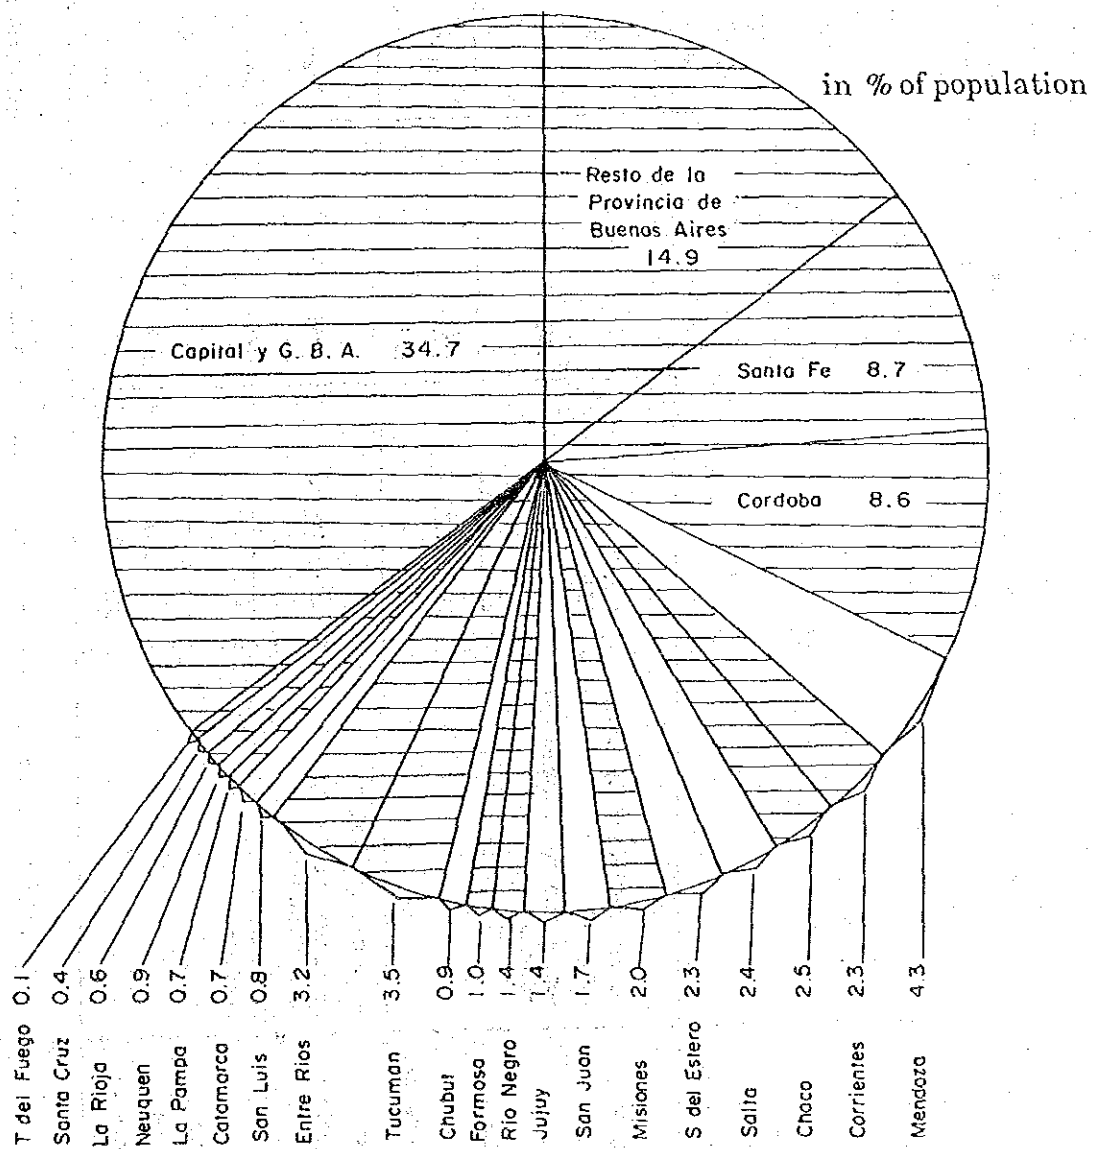 in % of population
Resto de la
Provincia de
Buenos Aires
14.9
Capital y G. B. A. 34.7
Santa Fe 8.7
Cordoba 8.6
T del Fuego 0.1
Santa Cruz 0.4
La Rioja 0.6
Neuquen 0.9
La Pampa 0.7
Catamarca 0.7
San Luis 0.8
Entre Rios 3.2
Tucuman 3.5
Chubut 0.9
Formosa 1.0
Rio Negro 1.4
Jujuy 1.4
San Juan 1.7
Misiones 2.0
S del Estero 2.3
Salta 2.4
Chaco 2.5
Corrientes 2.3
Mendoza 4.3